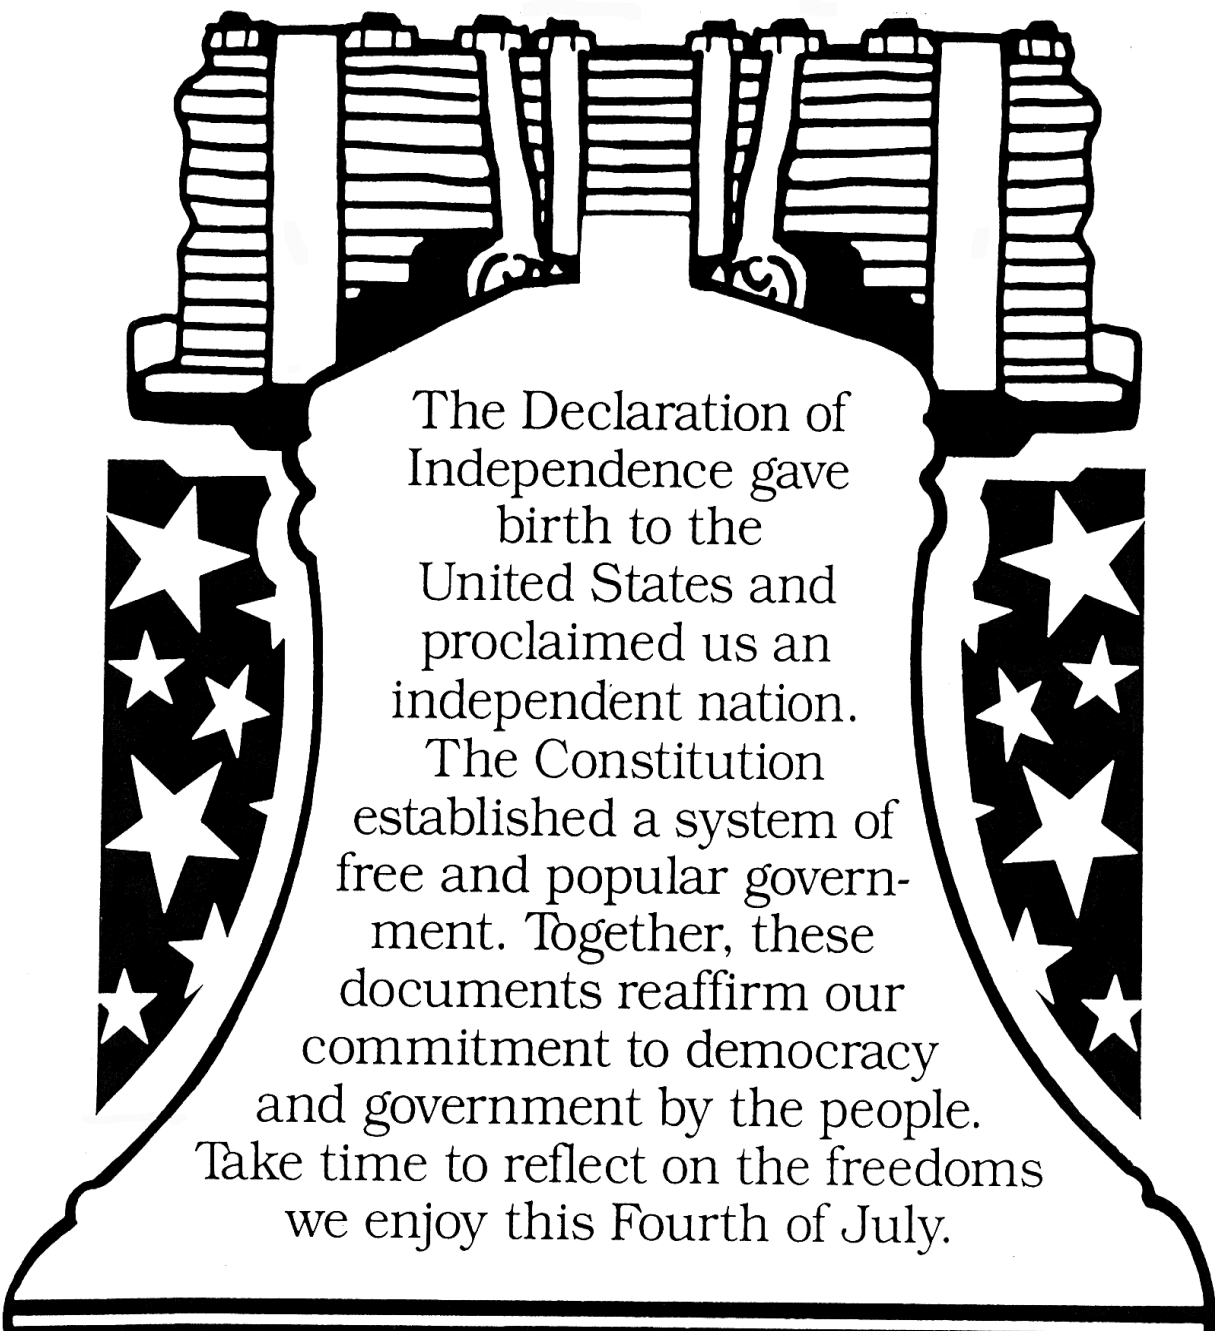 The Declaration of
Independence gave
birth to the
United States and
proclaimed us an
independent nation.
The Constitution
established a system of
free and popular govern-
ment. Together, these
documents reaffirm our
commitment to democracy
and government by the people.
Take time to reflect on the freedoms
we enjoy this Fourth of July.